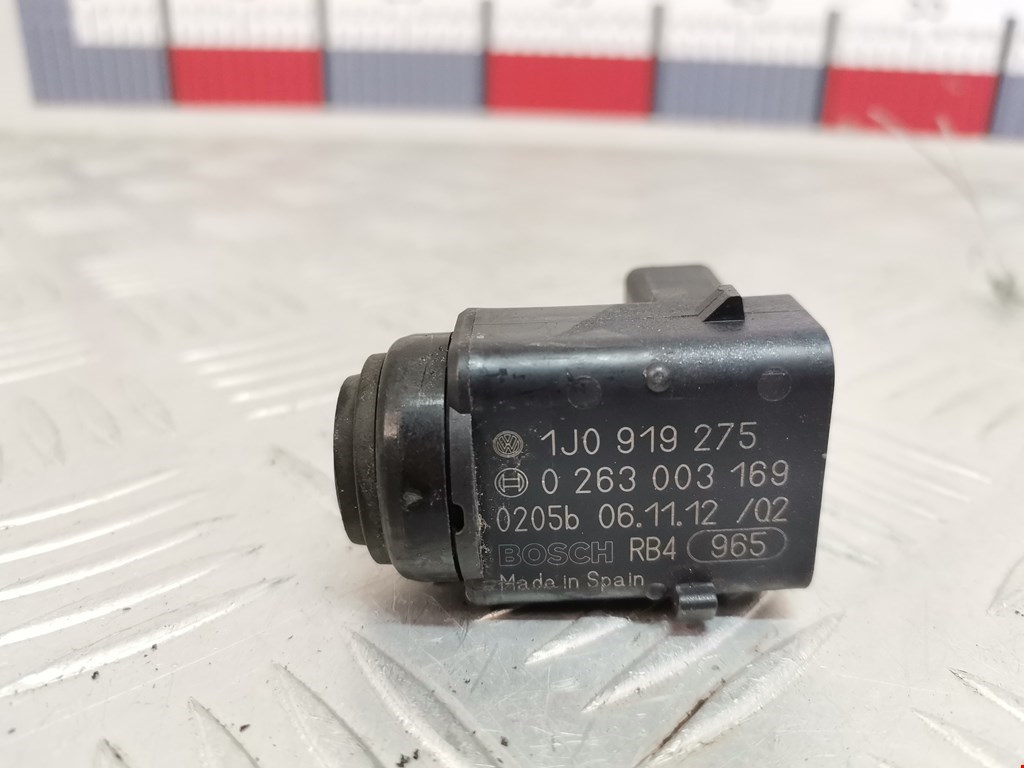 1J0 919 275
0 263 003 169
0205b 06.11.12 /02
BOSCH RB4 965
Made in Spain